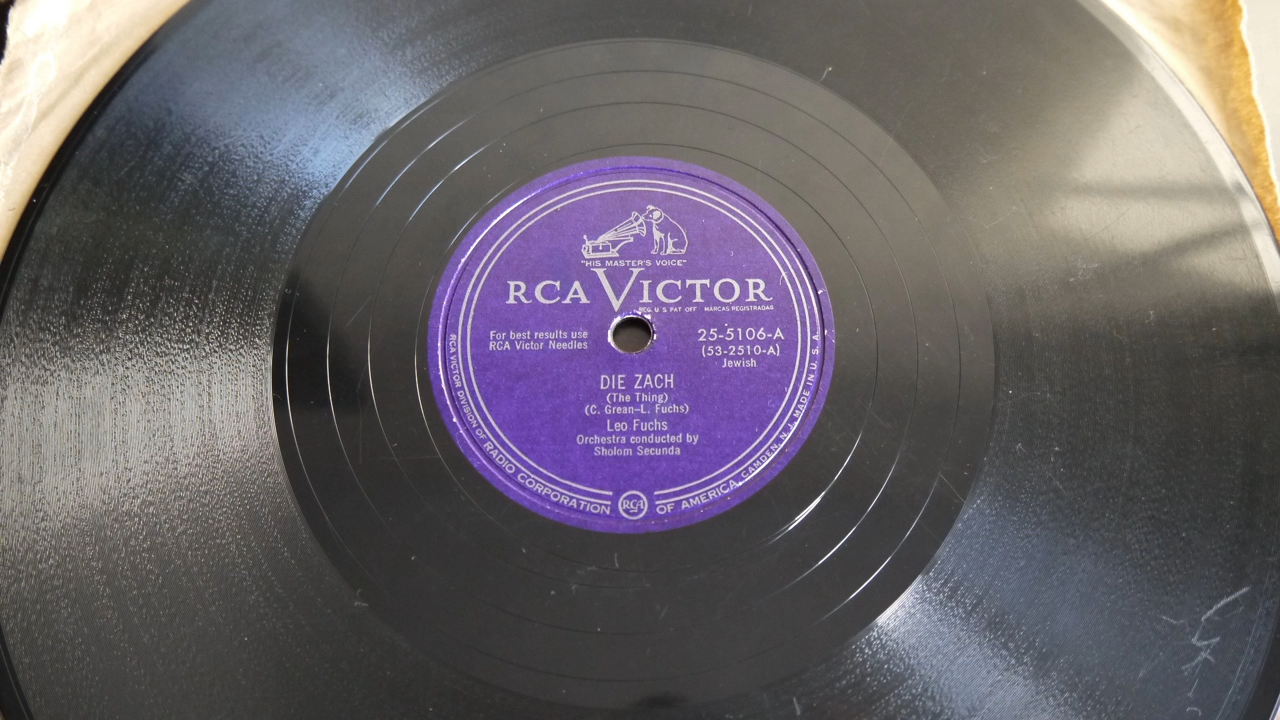 "HIS MASTER'S VOICE"
RCA VICTOR
REG. U S PAT OFF MARCAS REGISTRADAS
For best results use
RCA Victor Needles
25-5106-A
(53-2510-A)
Jewish
DIE ZACH
(The Thing)
(C. Grean–L. Fuchs)
Leo Fuchs
Orchestra conducted by
Sholom Secunda
RCA VICTOR DIVISION OF RADIO CORPORATION OF AMERICA, CAMDEN, N. J. MADE IN U. S. A.
RCA